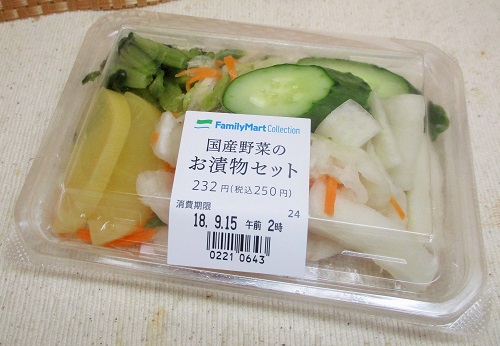 FamilyMart Collection
国産野菜の
お漬物セット
232円(税込250円)
消費期限
24
18. 9.15 午前 2時
0221 0643